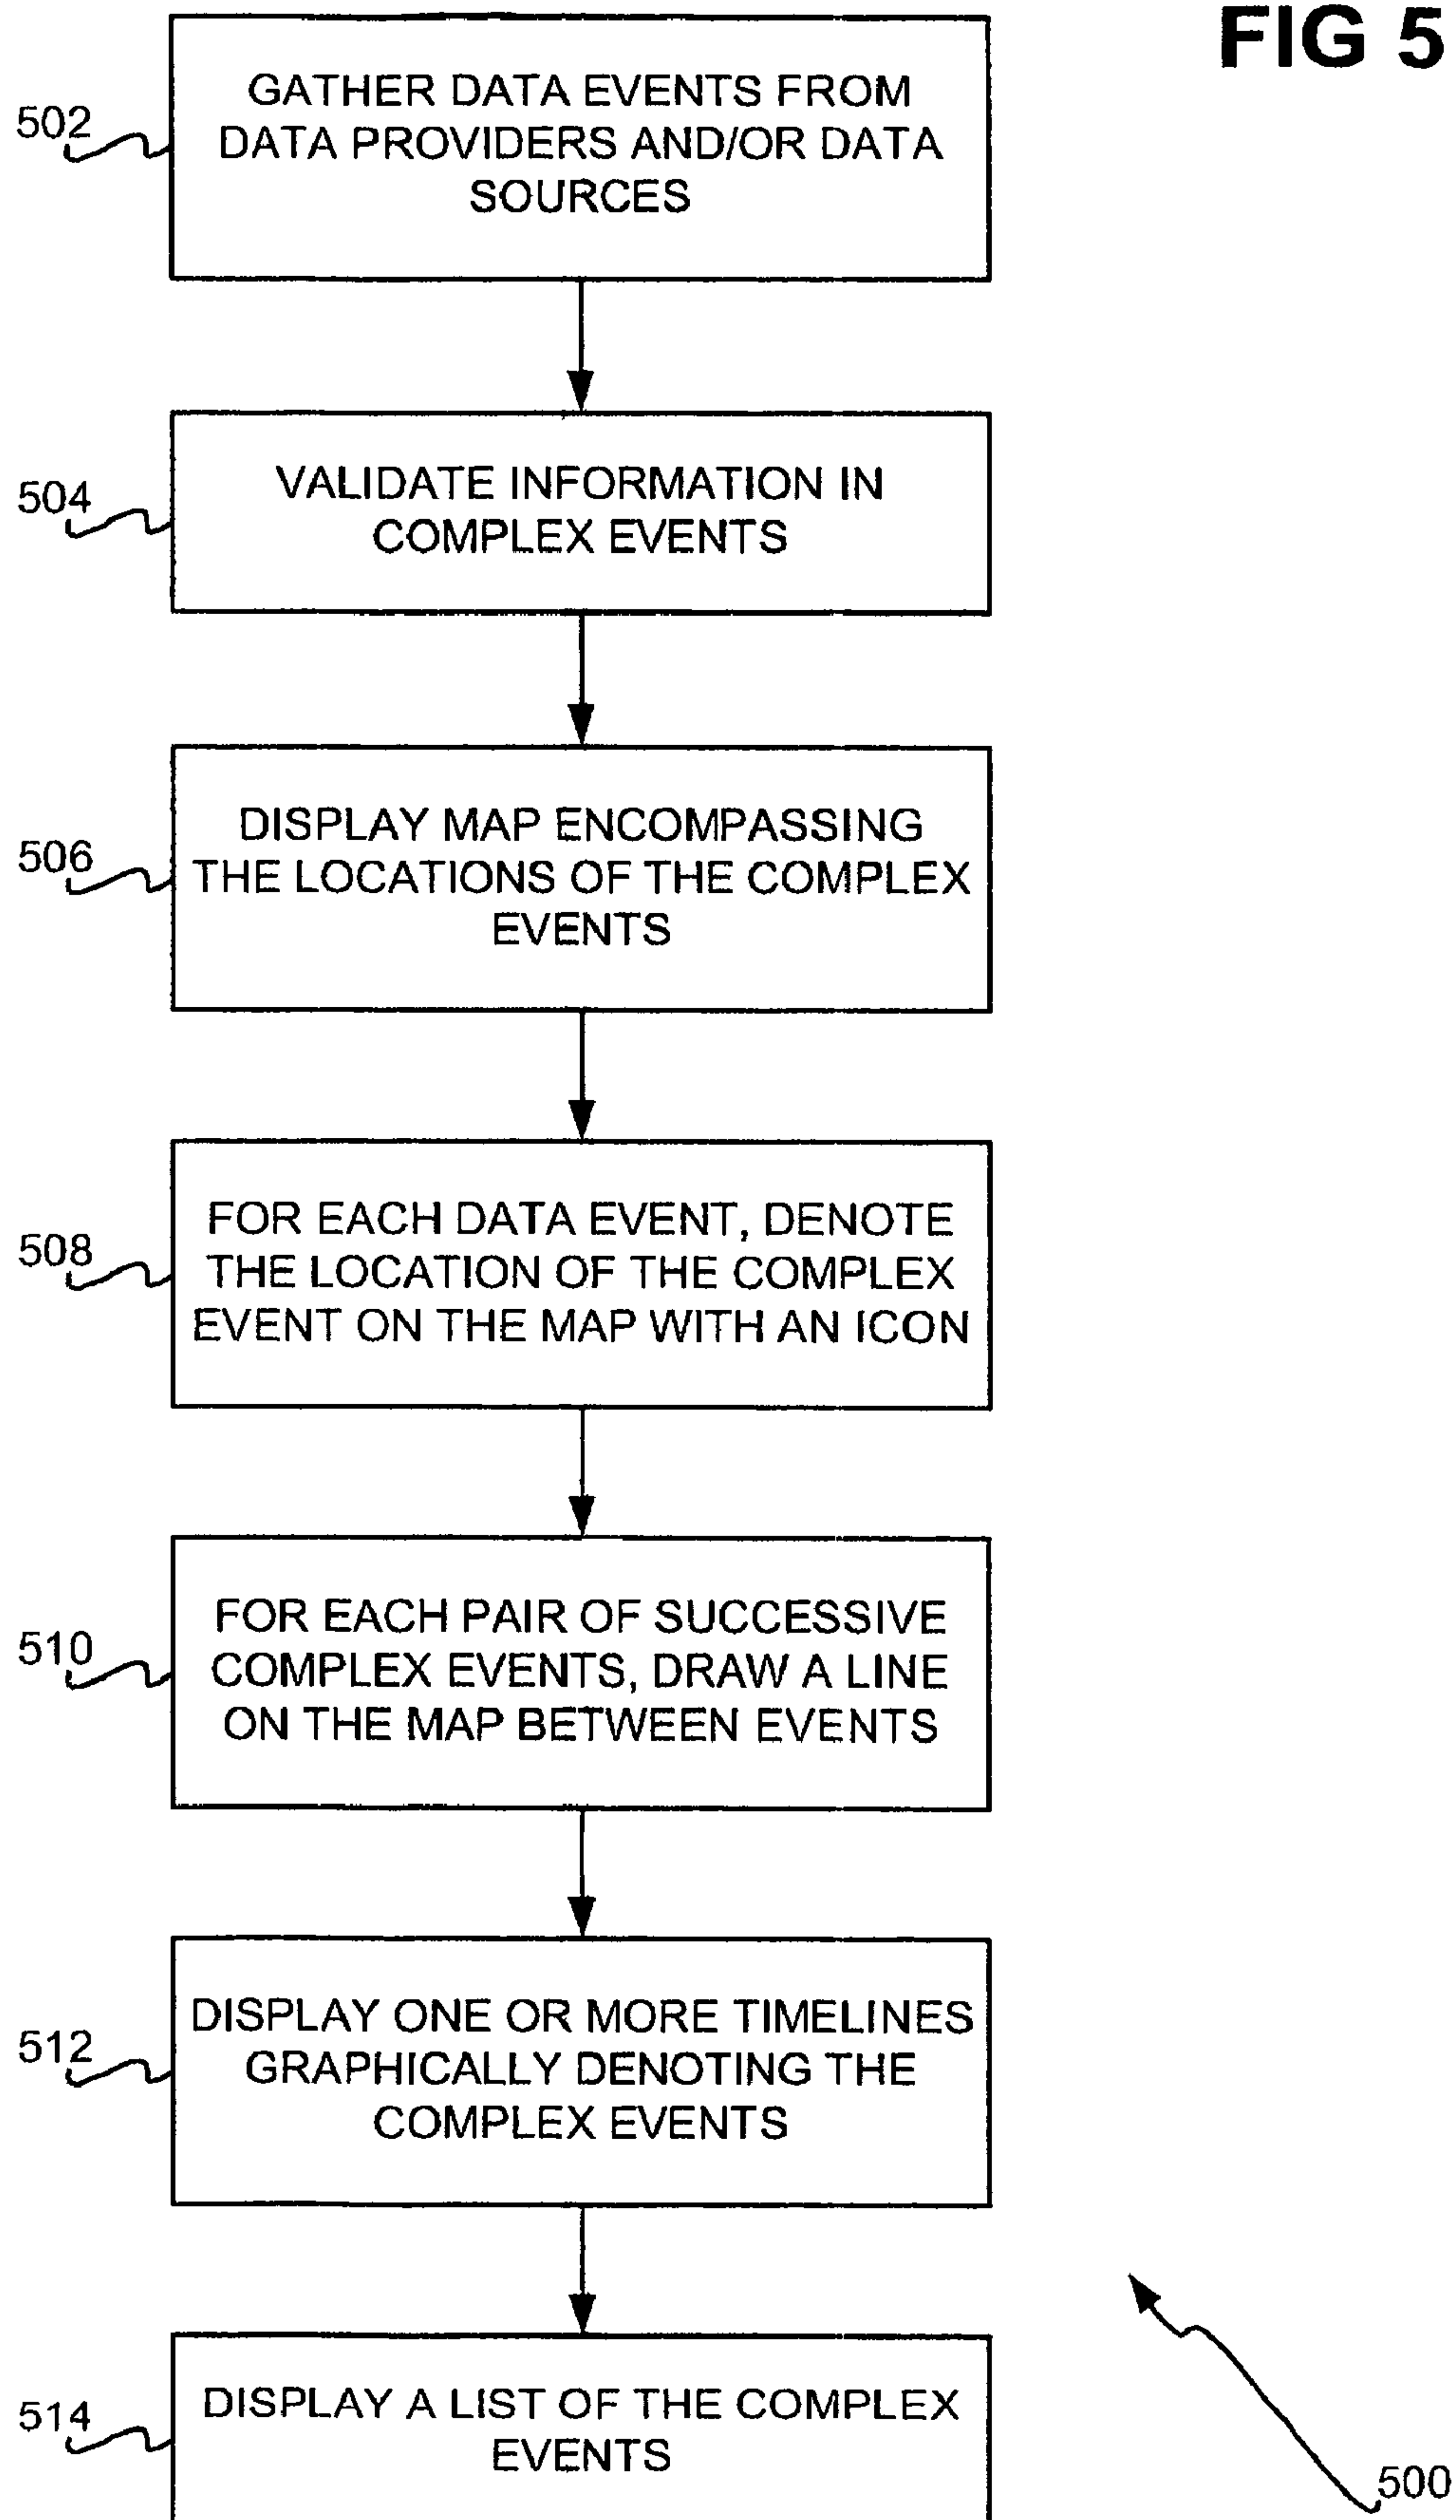 FIG 5
GATHER DATA EVENTS FROM
DATA PROVIDERS AND/OR DATA
SOURCES
502
VALIDATE INFORMATION IN
COMPLEX EVENTS
504
DISPLAY MAP ENCOMPASSING
THE LOCATIONS OF THE COMPLEX
EVENTS
506
FOR EACH DATA EVENT, DENOTE
THE LOCATION OF THE COMPLEX
EVENT ON THE MAP WITH AN ICON
508
FOR EACH PAIR OF SUCCESSIVE
COMPLEX EVENTS, DRAW A LINE
ON THE MAP BETWEEN EVENTS
510
DISPLAY ONE OR MORE TIMELINES
GRAPHICALLY DENOTING THE
COMPLEX EVENTS
512
DISPLAY A LIST OF THE COMPLEX
EVENTS
514
500